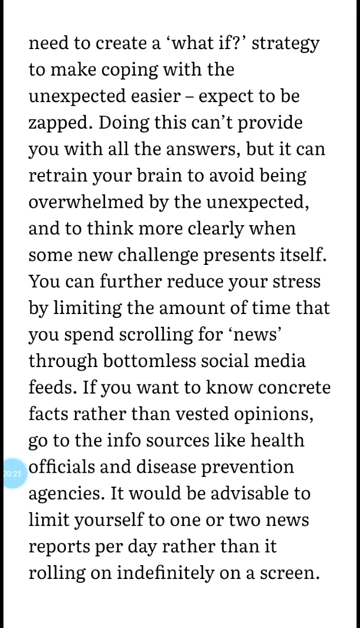 need to create a ‘what if?’ strategy
to make coping with the
unexpected easier – expect to be
zapped. Doing this can’t provide
you with all the answers, but it can
retrain your brain to avoid being
overwhelmed by the unexpected,
and to think more clearly when
some new challenge presents itself.
You can further reduce your stress
by limiting the amount of time that
you spend scrolling for ‘news’
through bottomless social media
feeds. If you want to know concrete
facts rather than vested opinions,
go to the info sources like health
officials and disease prevention
agencies. It would be advisable to
limit yourself to one or two news
reports per day rather than it
rolling on indefinitely on a screen.